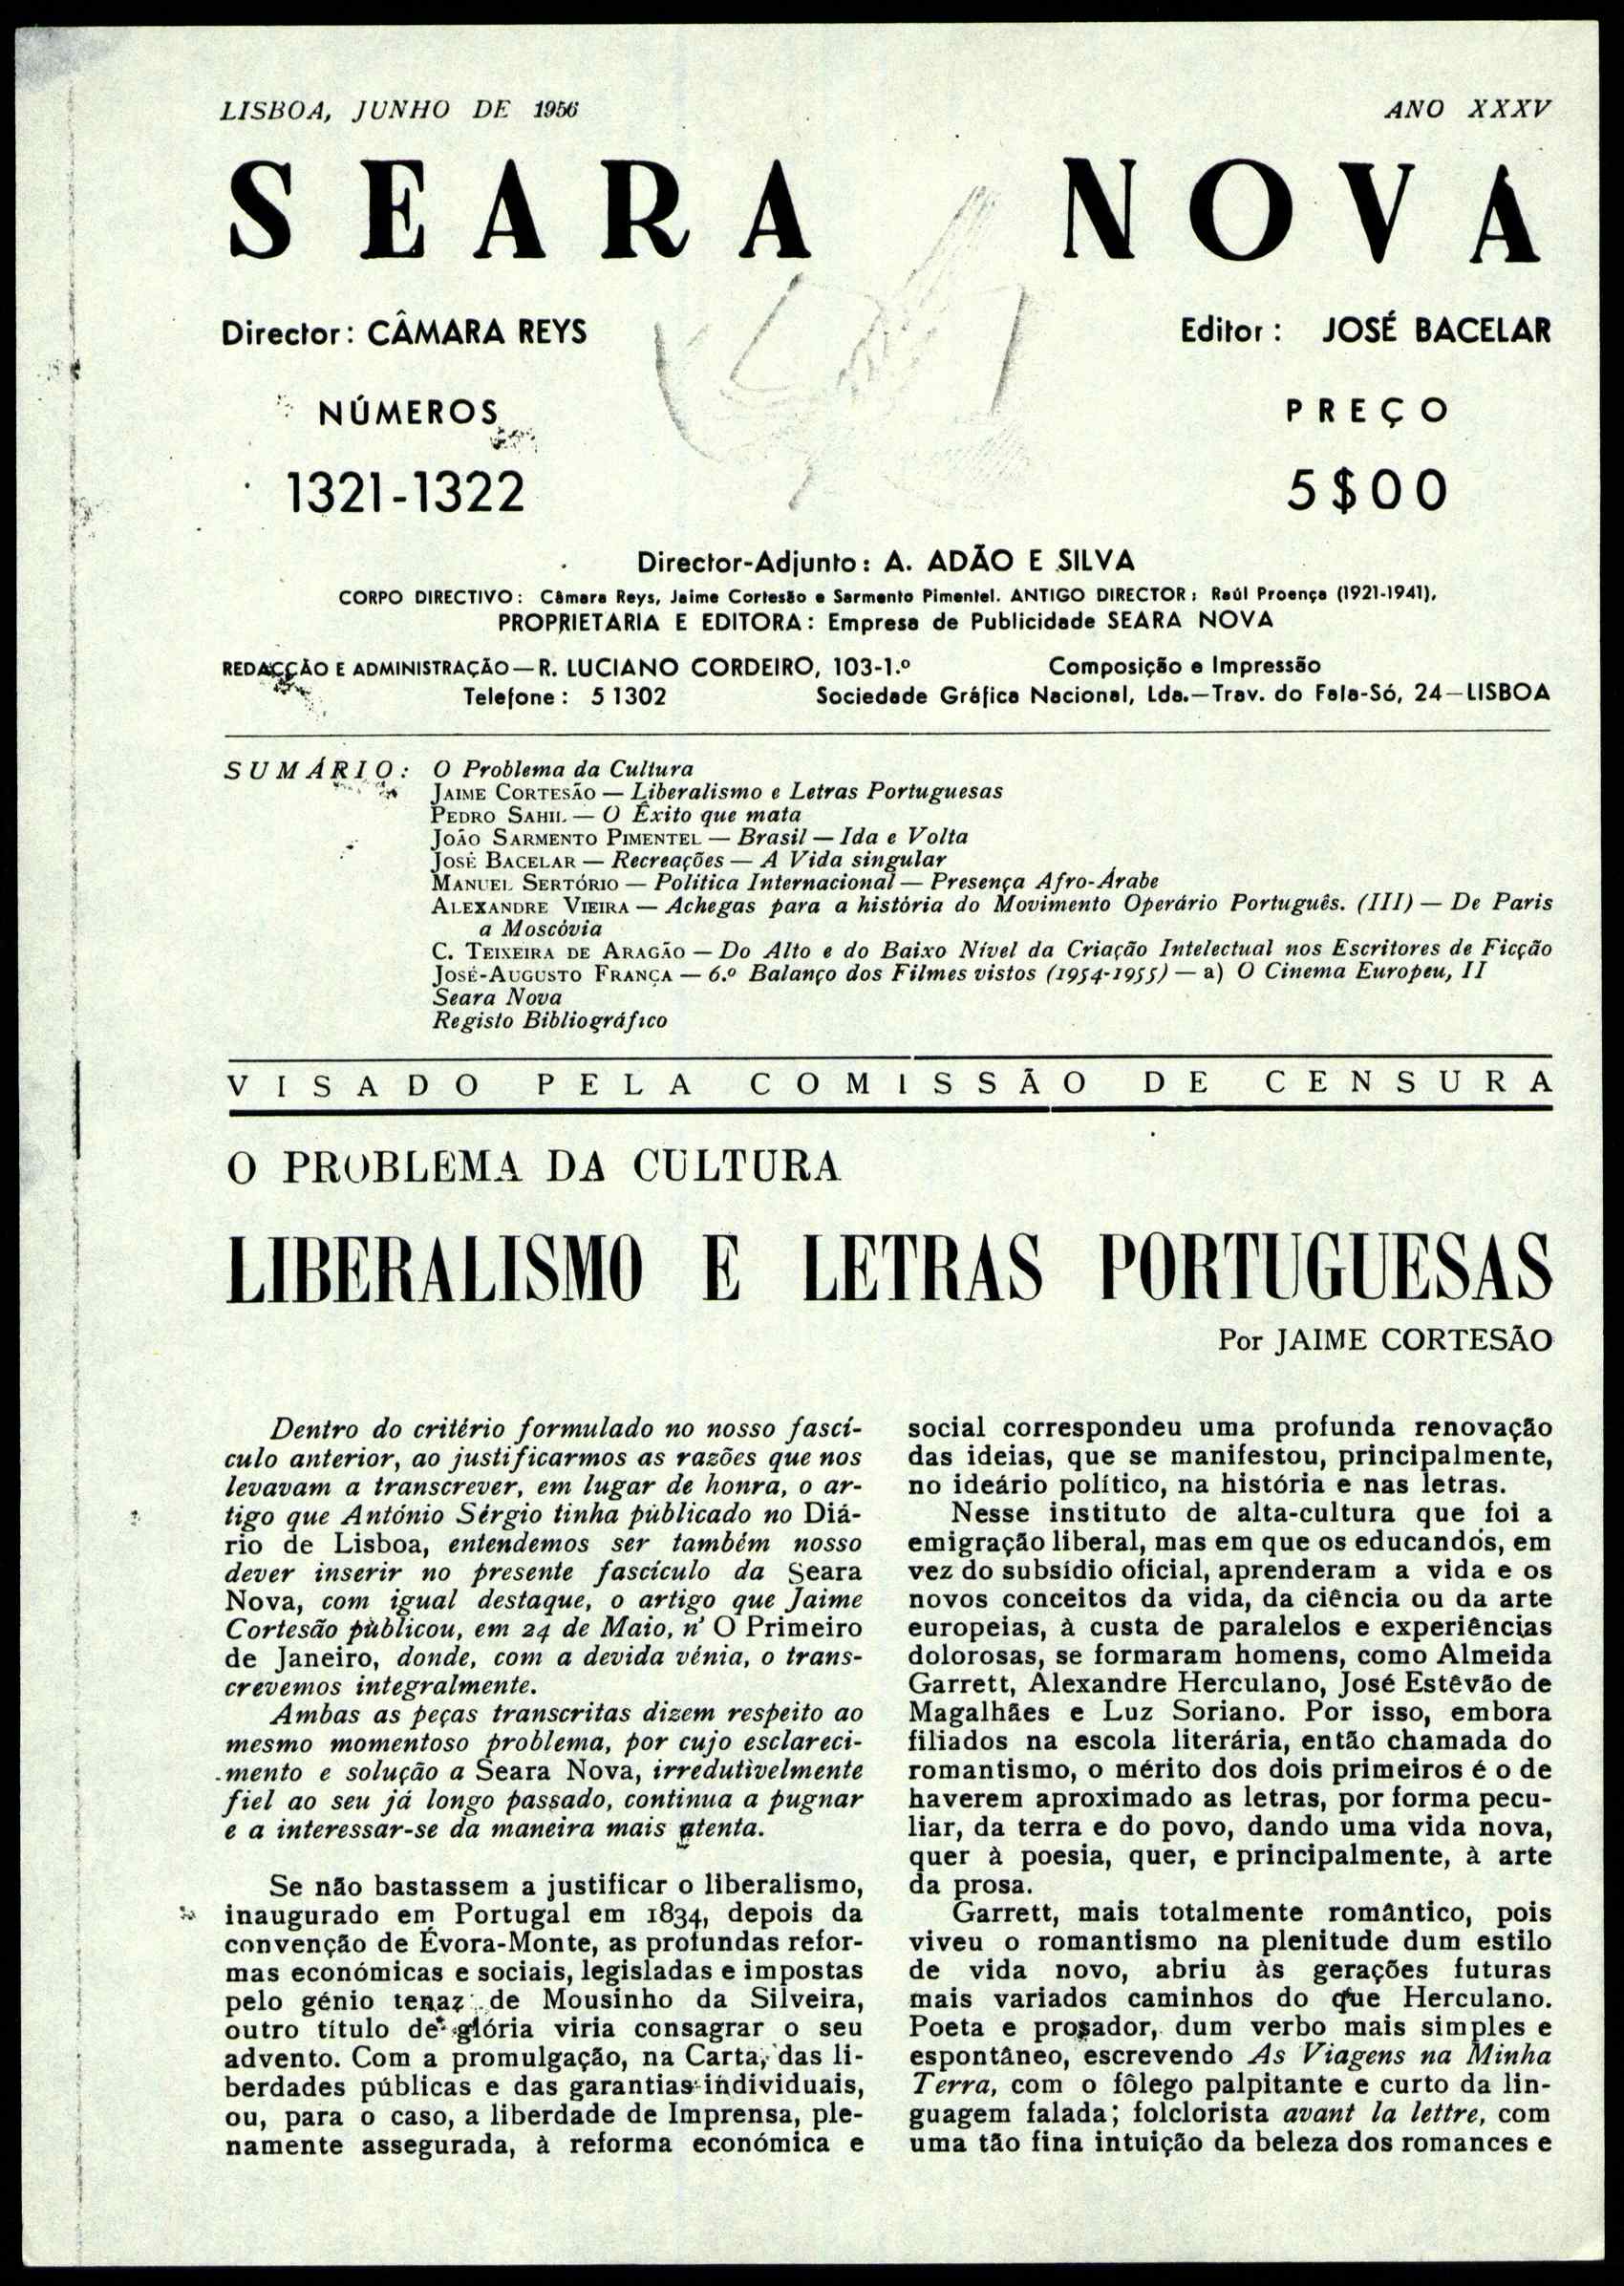 LISBOA, JUNHO DE 1956
ANO XXXV
SEARA NOVA
Director: CÂMARA REYS
Editor: JOSÉ BACELAR
NÚMEROS
PREÇO
1321-1322
5$00
Director-Adjunto: A. ADÃO E SILVA
CORPO DIRECTIVO: Câmara Reys, Jaime Cortesão e Sarmento Pimentel. ANTIGO DIRECTOR: Raúl Proença (1921-1941),
PROPRIETARIA E EDITORA: Empresa de Publicidade SEARA NOVA
REDACÇÃO E ADMINISTRAÇÃO—R. LUCIANO CORDEIRO, 103-1.º
Telefone: 5 1302
Composição e Impressão
Sociedade Gráfica Nacional, Lda.—Trav. do Fala-Só, 24—LISBOA
SUMÁRIO: O Problema da Cultura
JAIME CORTESÃO — Liberalismo e Letras Portuguesas
PEDRO SAHIL — O Êxito que mata
JOÃO SARMENTO PIMENTEL — Brasil — Ida e Volta
JOSÉ BACELAR — Recreações — A Vida singular
MANUEL SERTÓRIO — Política Internacional — Presença Afro-Árabe
ALEXANDRE VIEIRA — Achegas para a história do Movimento Operário Português. (III) — De Paris
a Moscóvia
C. TEIXEIRA DE ARAGÃO — Do Alto e do Baixo Nível da Criação Intelectual nos Escritores de Ficção
JOSÉ-AUGUSTO FRANÇA — 6.º Balanço dos Filmes vistos (1954-1955) — a) O Cinema Europeu, II
Seara Nova
Registo Bibliográfico
VISADO PELA COMISSÃO DE CENSURA
O PROBLEMA DA CULTURA
LIBERALISMO E LETRAS PORTUGUESAS
Por JAIME CORTESÃO
Dentro do critério formulado no nosso fascí-
culo anterior, ao justificarmos as razões que nos
levavam a transcrever, em lugar de honra, o ar-
tigo que António Sérgio tinha publicado no Diá-
rio de Lisboa, entendemos ser também nosso
dever inserir no presente fascículo da Seara
Nova, com igual destaque, o artigo que Jaime
Cortesão pùblicou, em 24 de Maio, n' O Primeiro
de Janeiro, donde, com a devida vénia, o trans-
crevemos integralmente.
Ambas as peças transcritas dizem respeito ao
mesmo momentoso problema, por cujo esclareci-
mento e solução a Seara Nova, irredutìvelmente
fiel ao seu já longo passado, continua a pugnar
e a interessar-se da maneira mais atenta.
Se não bastassem a justificar o liberalismo,
inaugurado em Portugal em 1834, depois da
convenção de Évora-Monte, as profundas refor-
mas económicas e sociais, legisladas e impostas
pelo génio tenaz de Mousinho da Silveira,
outro título de glória viria consagrar o seu
advento. Com a promulgação, na Carta, das li-
berdades públicas e das garantias individuais,
ou, para o caso, a liberdade de Imprensa, ple-
namente assegurada, à reforma económica e
social correspondeu uma profunda renovação
das ideias, que se manifestou, principalmente,
no ideário político, na história e nas letras.
Nesse instituto de alta-cultura que foi a
emigração liberal, mas em que os educandos, em
vez do subsídio oficial, aprenderam a vida e os
novos conceitos da vida, da ciência ou da arte
europeias, à custa de paralelos e experiências
dolorosas, se formaram homens, como Almeida
Garrett, Alexandre Herculano, José Estêvão de
Magalhães e Luz Soriano. Por isso, embora
filiados na escola literária, então chamada do
romantismo, o mérito dos dois primeiros é o de
haverem aproximado as letras, por forma pecu-
liar, da terra e do povo, dando uma vida nova,
quer à poesia, quer, e principalmente, à arte
da prosa.
Garrett, mais totalmente romântico, pois
viveu o romantismo na plenitude dum estilo
de vida novo, abriu às gerações futuras
mais variados caminhos do que Herculano.
Poeta e prosador, dum verbo mais simples e
espontâneo, escrevendo As Viagens na Minha
Terra, com o fôlego palpitante e curto da lin-
guagem falada; folclorista avant la lettre, com
uma tão fina intuição da beleza dos romances e